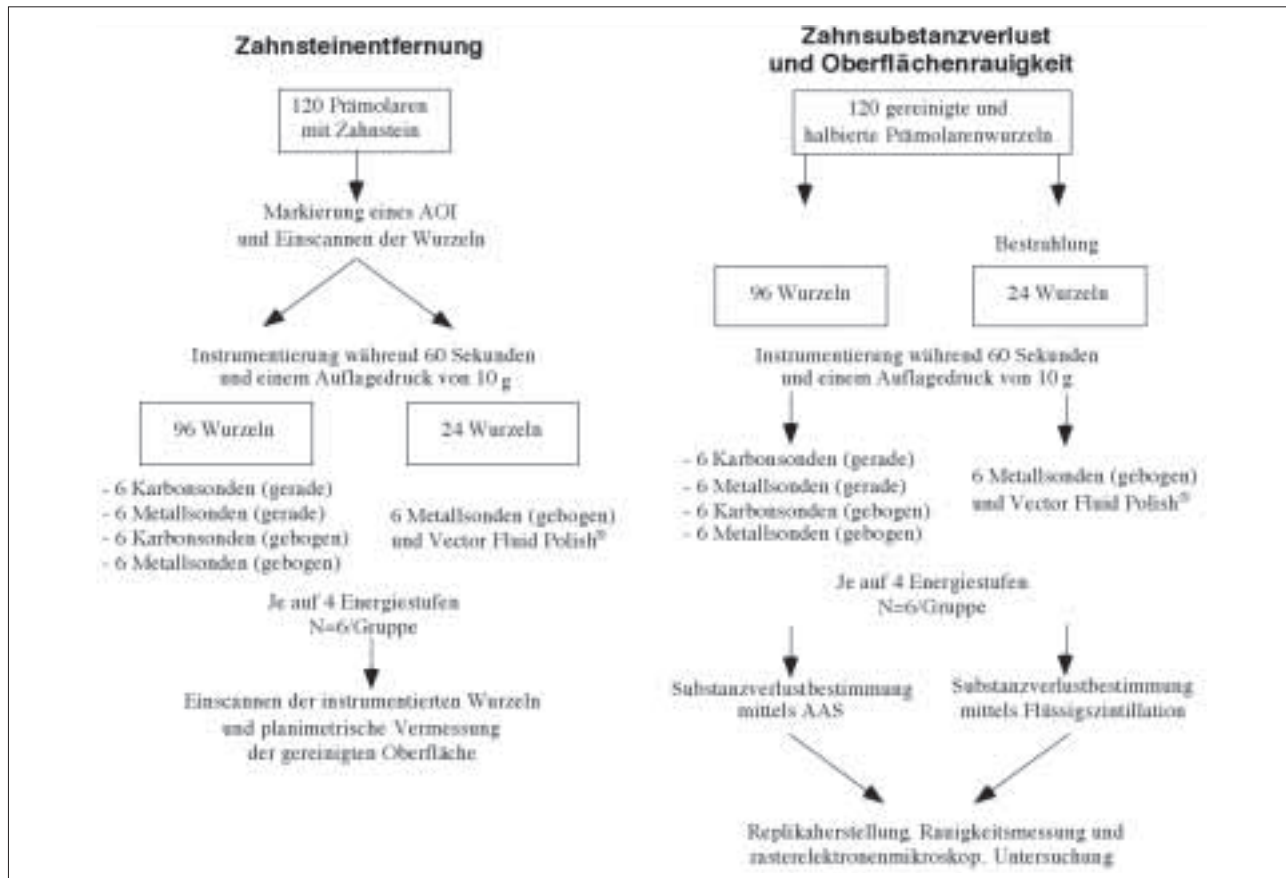 Zahnsteinentfernung
120 Prämolaren
mit Zahnstein
Markierung eines AOI
und Einscannen der Wurzeln
Instrumentierung während 60 Sekunden
und einem Auflagedruck von 10 g
96 Wurzeln
24 Wurzeln
- 6 Karbonsonden (gerade)
- 6 Metallsonden (gerade)
- 6 Karbonsonden (gebogen)
- 6 Metallsonden (gebogen)
6 Metallsonden (gebogen)
und Vector Fluid Polish®
Je auf 4 Energiestufen
N=6/Gruppe
Einscannen der instrumentierten Wurzeln
und planimetrische Vermessung
der gereinigten Oberfläche
Zahnsubstanzverlust
und Oberflächenrauigkeit
120 gereinigte und
halbierte Prämolarenwurzeln
Bestrahlung
96 Wurzeln
24 Wurzeln
Instrumentierung während 60 Sekunden
und einem Auflagedruck von 10 g
- 6 Karbonsonden (gerade)
- 6 Metallsonden (gerade)
- 6 Karbonsonden (gebogen)
- 6 Metallsonden (gebogen)
6 Metallsonden (gebogen)
und Vector Fluid Polish®
Je auf 4 Energiestufen
N=6/Gruppe
Substanzverlustbestimmung
mittels AAS
Substanzverlustbestimmung
mittels Flüssigszintillation
Replikaherstellung, Rauigkeitsmessung und
rasterelektronenmikroskop. Untersuchung